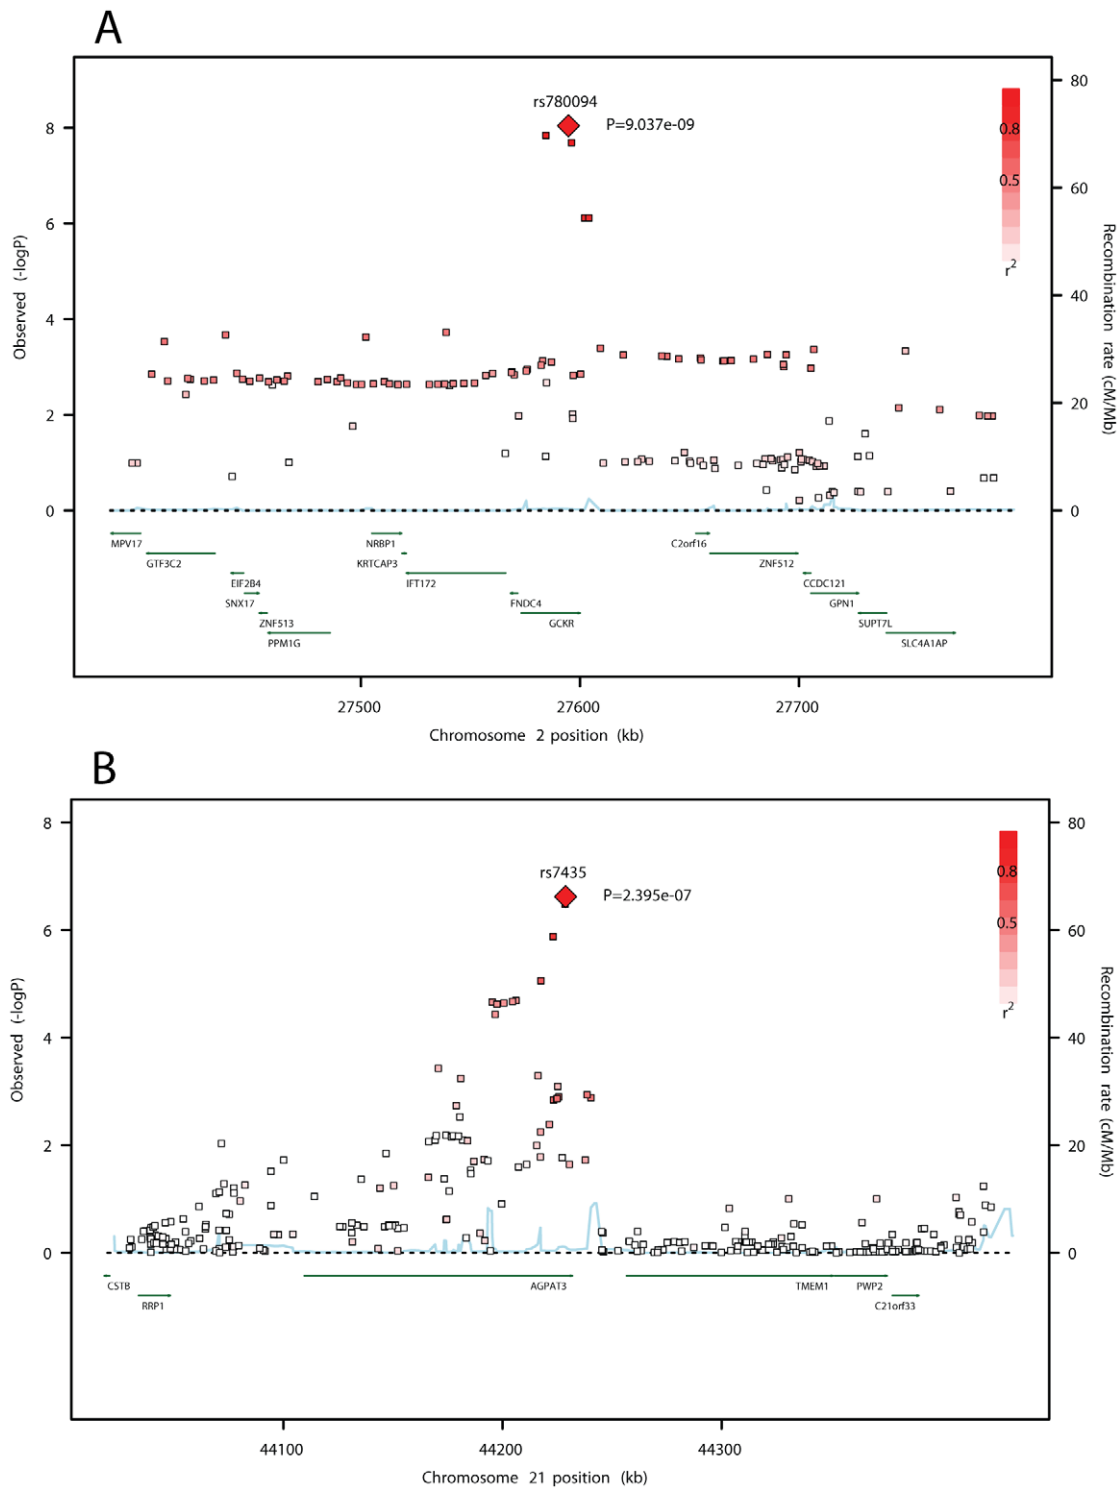 A
rs780094
P=9.037e-09
8
6
4
2
0
Observed (-logP)
80
60
40
20
0
Recombination rate (cM/Mb)
0.8
0.5
r2
MPV17
NRBP1
C2orf16
GTF3C2
KRTCAP3
ZNF512
EIF2B4
IFT172
CCDC121
SNX17
FNDC4
GPN1
ZNF513
GCKR
SUPT7L
PPM1G
SLC4A1AP
27500
27600
27700
Chromosome 2 position (kb)
B
rs7435
P=2.395e-07
8
6
4
2
0
Observed (-logP)
80
60
40
20
0
Recombination rate (cM/Mb)
0.8
0.5
r2
CSTB
AGPAT3
TMEM1
PWP2
RRP1
C21orf33
44100
44200
44300
Chromosome 21 position (kb)